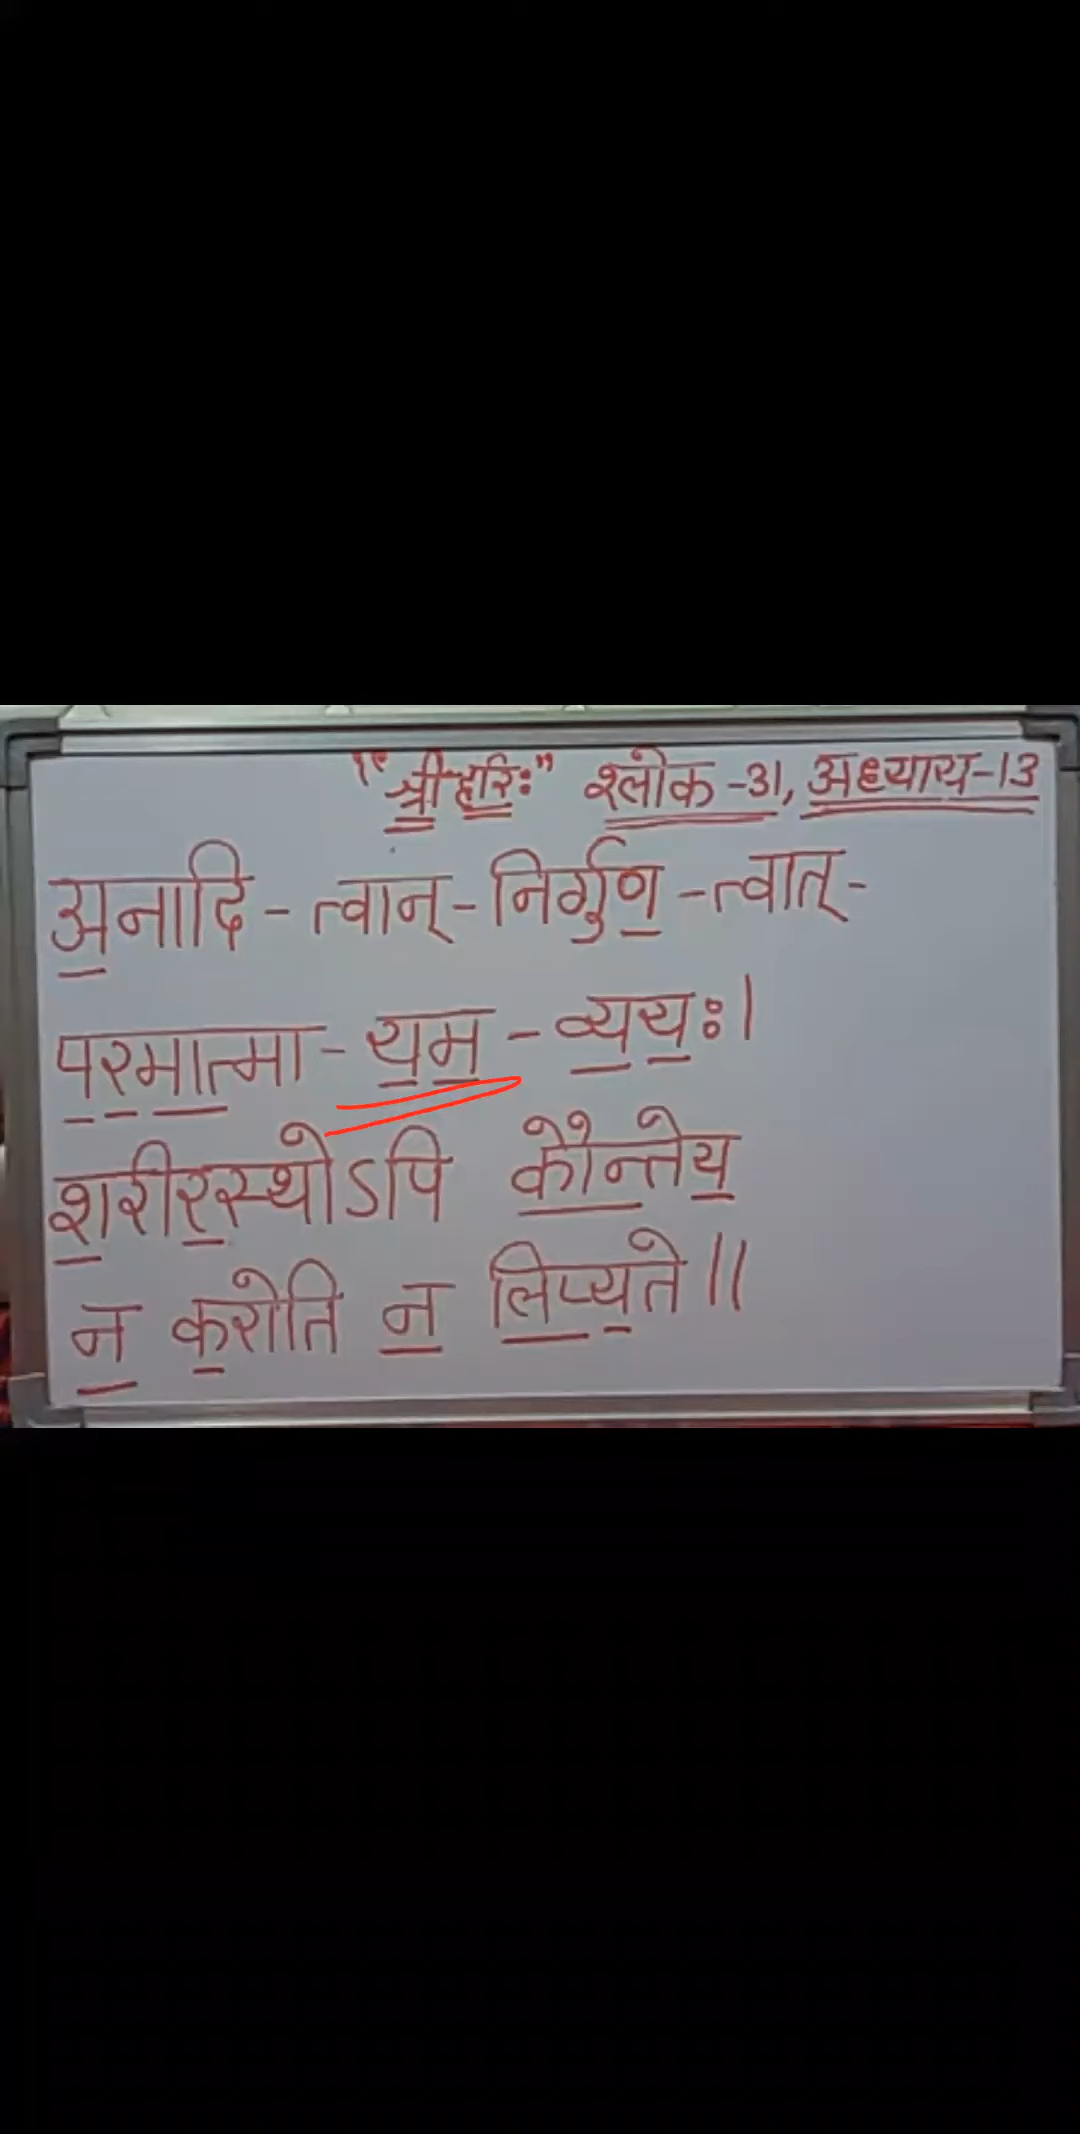 "श्री हरिः" श्लोक -31, अध्याय-13
अनादि - त्वान् - निर्गुण - त्वात् -
परमात्मा - यम - व्ययः।
शरीरस्थोऽपि कौन्तेय
न करोति न लिप्यते॥